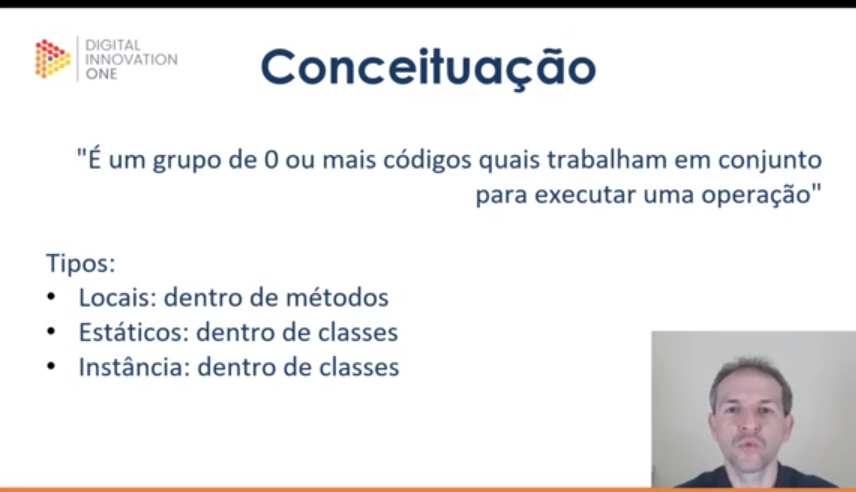 DIGITAL
INNOVATION
ONE
Conceituação
"É um grupo de 0 ou mais códigos quais trabalham em conjunto
para executar uma operação"
Tipos:
• Locais: dentro de métodos
• Estáticos: dentro de classes
• Instância: dentro de classes